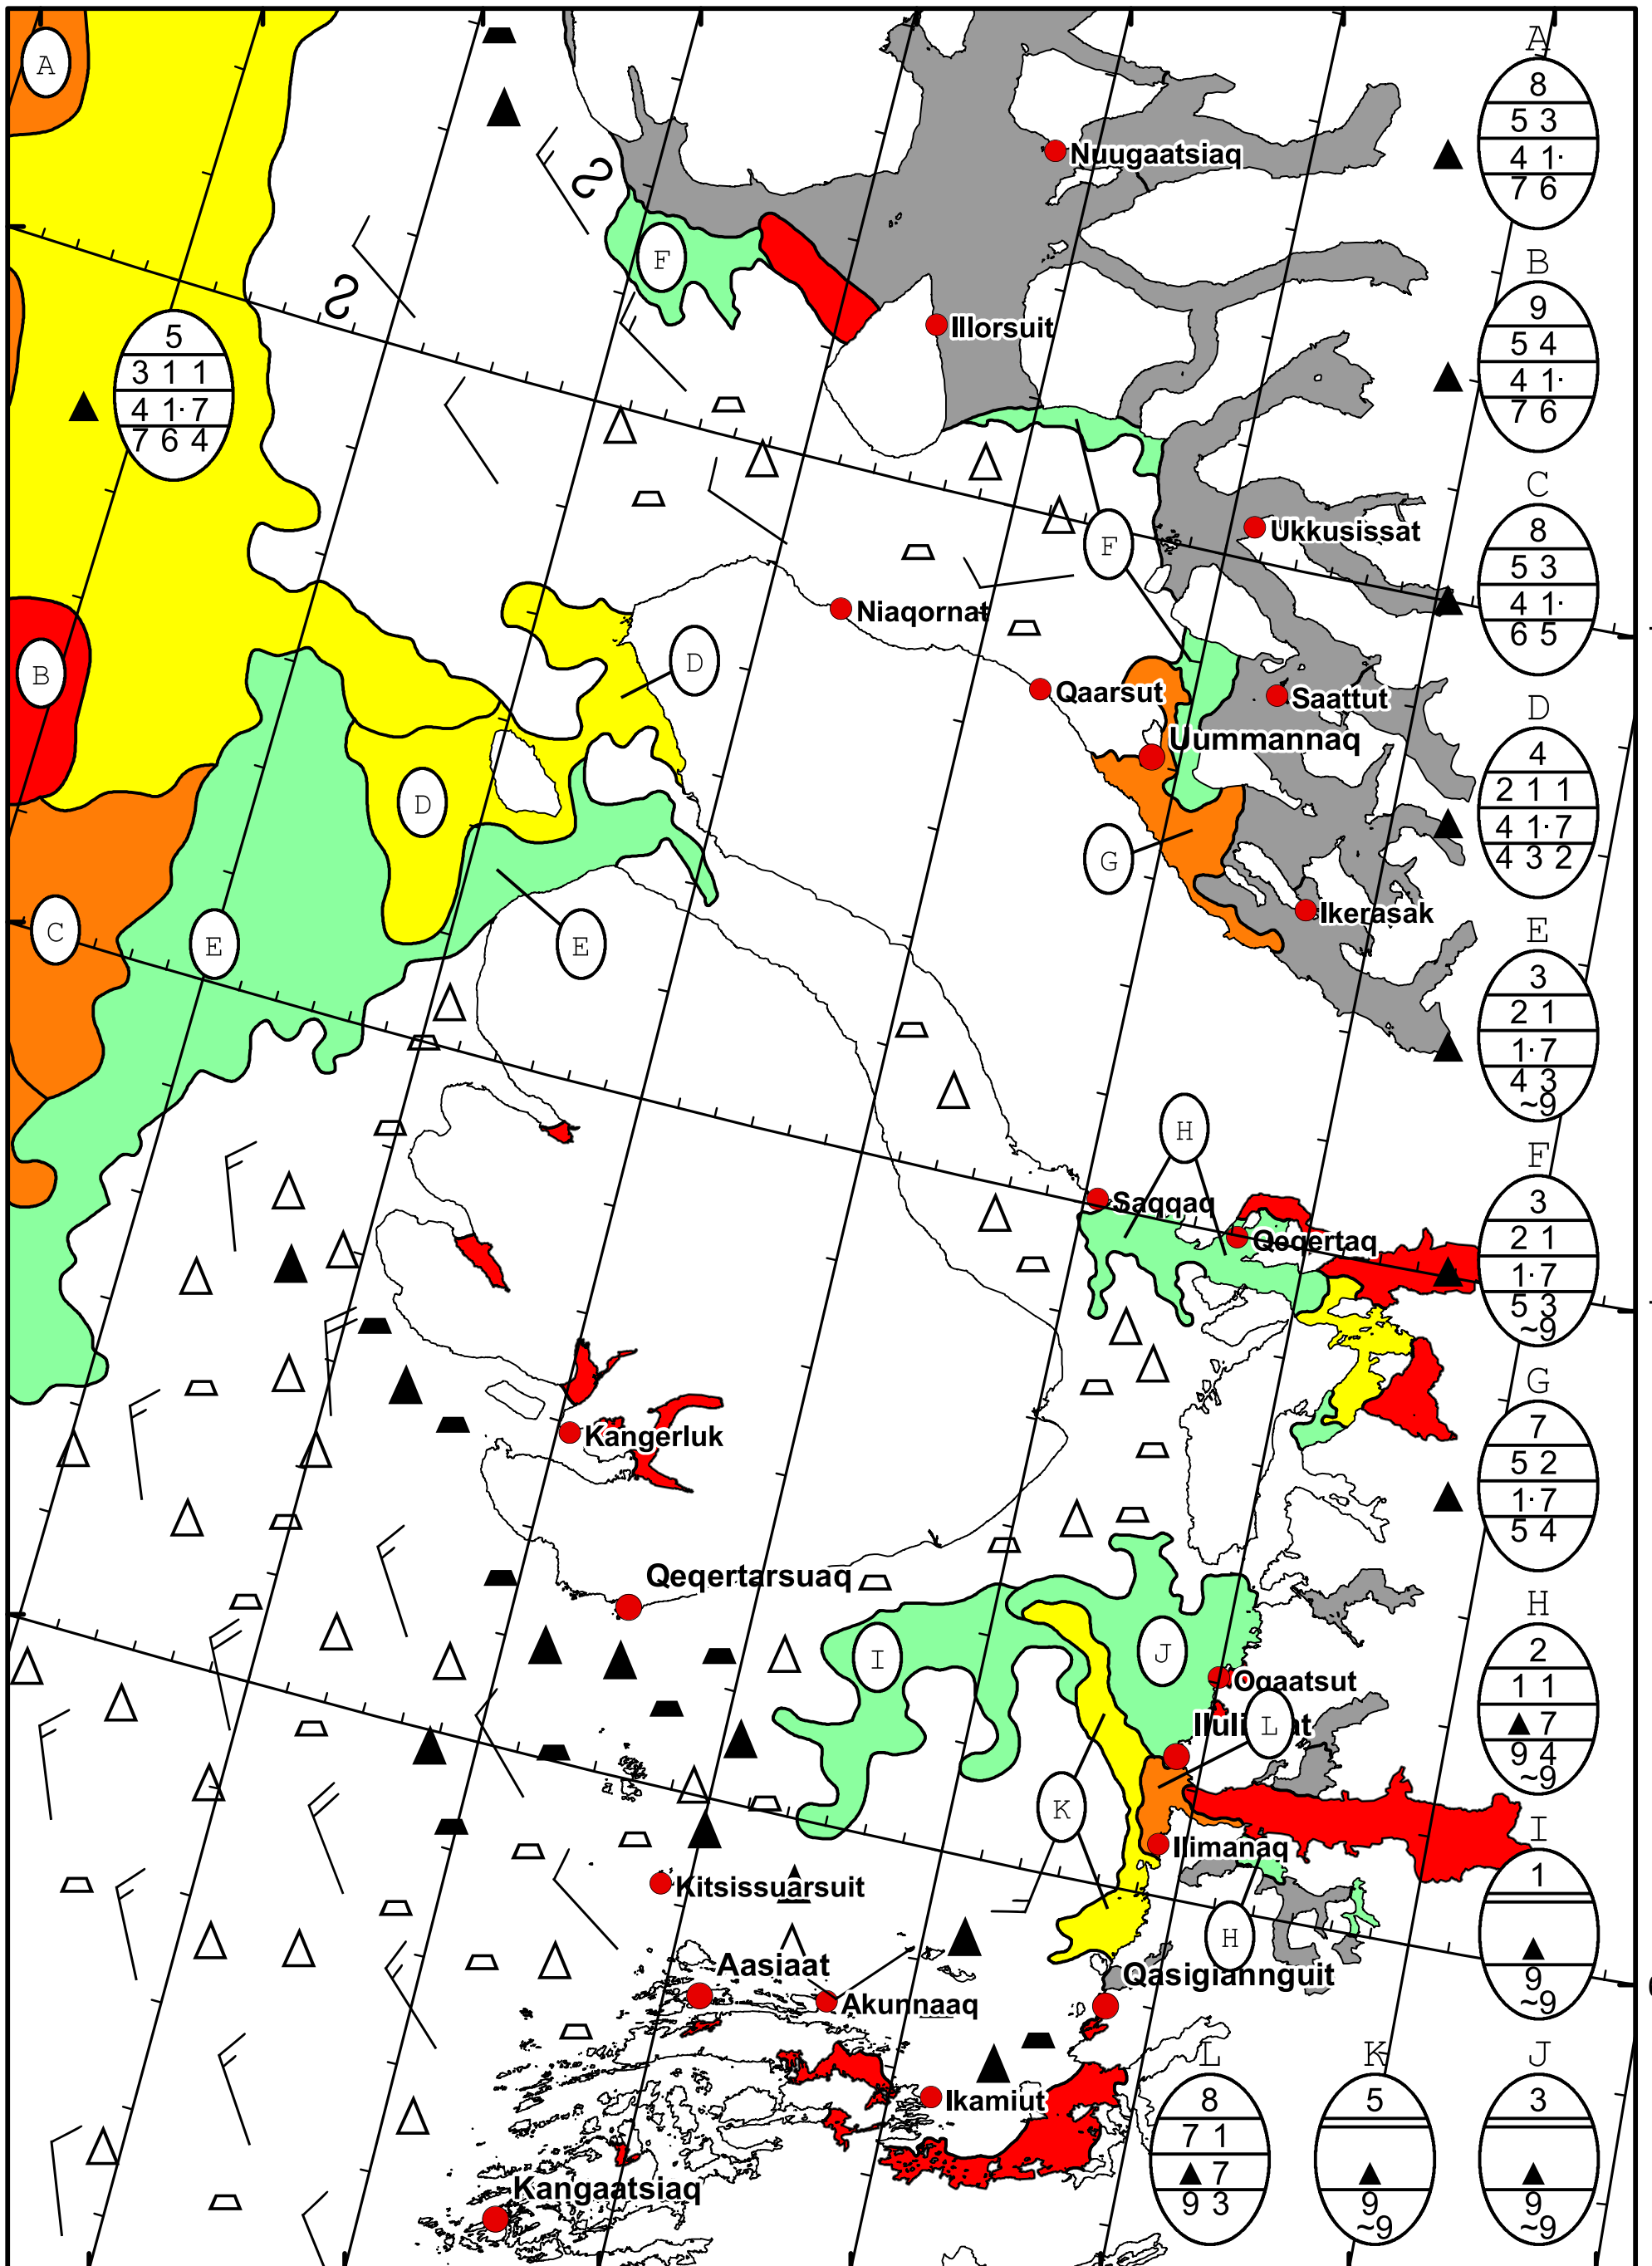 A
A
8
5 3
4 1·
7 6
Nuugaatsiaq
F
B
9
5 4
4 1·
7 6
Illorsuit
5
3 1 1
4 1· 7
7 6 4
C
8
5 3
4 1·
6 5
Ukkusissat
F
Niaqornat
B
D
Qaarsut
Saattut
Uummannaq
D
4
2 1 1
4 1· 7
4 3 2
D
G
C
E
E
Ikerasak
E
3
2 1
1· 7
4 3
~9
H
F
3
2 1
1· 7
5 3
~9
Saqqaq
Qeqertaq
G
7
5 2
1· 7
5 4
Kangerluk
Qeqertarsuaq
H
2
1 1
▲ 7
9 4
~9
I
J
Oqaatsut
L
K
Ilimanaq
I
1
▲
9
~9
Kitsissuarsuit
H
Aasiaat
Qasigiannguit
Akunnaaq
Ikamiut
L
8
7 1
▲ 7
9 3
K
5
▲
9
~9
J
3
▲
9
~9
Kangaatsiaq